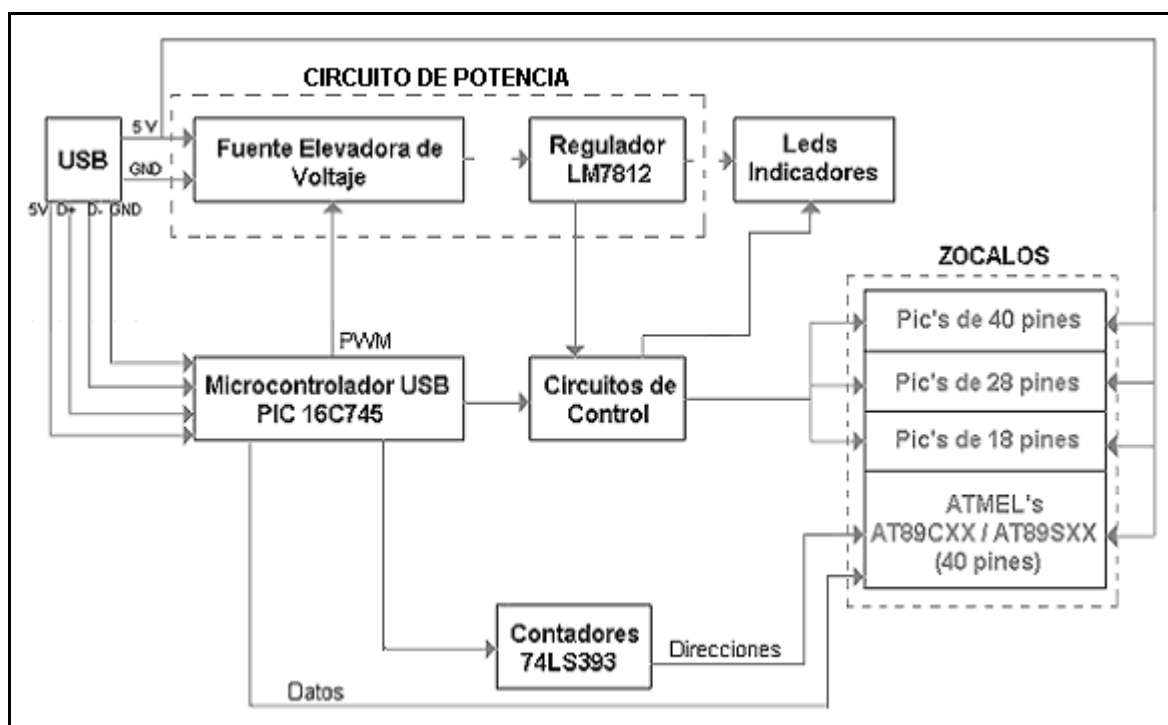 CIRCUITO DE POTENCIA
USB
5 V
GND
5V D+ D- GND
Fuente Elevadora de
Voltaje
Regulador
LM7812
Leds
Indicadores
ZOCALOS
Pic's de 40 pines
Pic's de 28 pines
Pic's de 18 pines
ATMEL's
AT89CXX / AT89SXX
(40 pines)
PWM
Microcontrolador USB
PIC 16C745
Circuitos de
Control
Contadores
74LS393
Direcciones
Datos